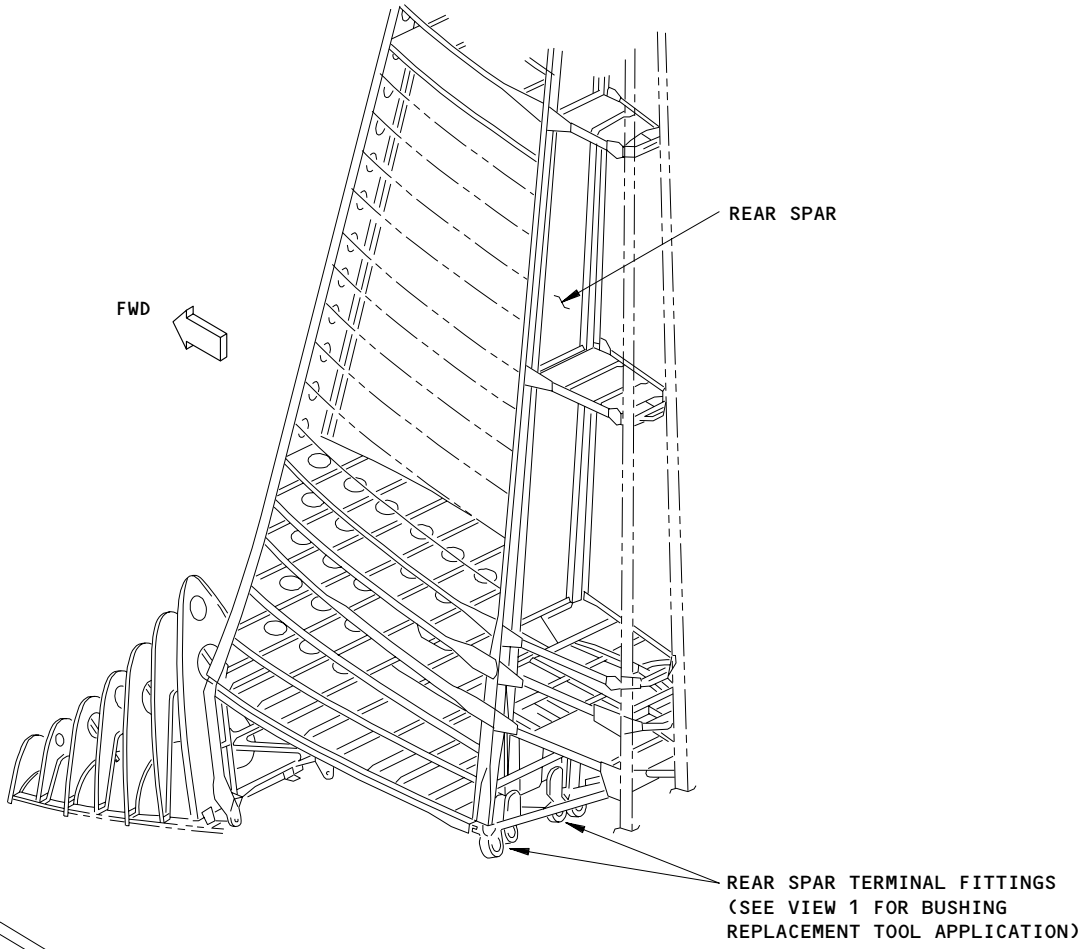 REAR SPAR
FWD
REAR SPAR TERMINAL FITTINGS
(SEE VIEW 1 FOR BUSHING
REPLACEMENT TOOL APPLICATION)